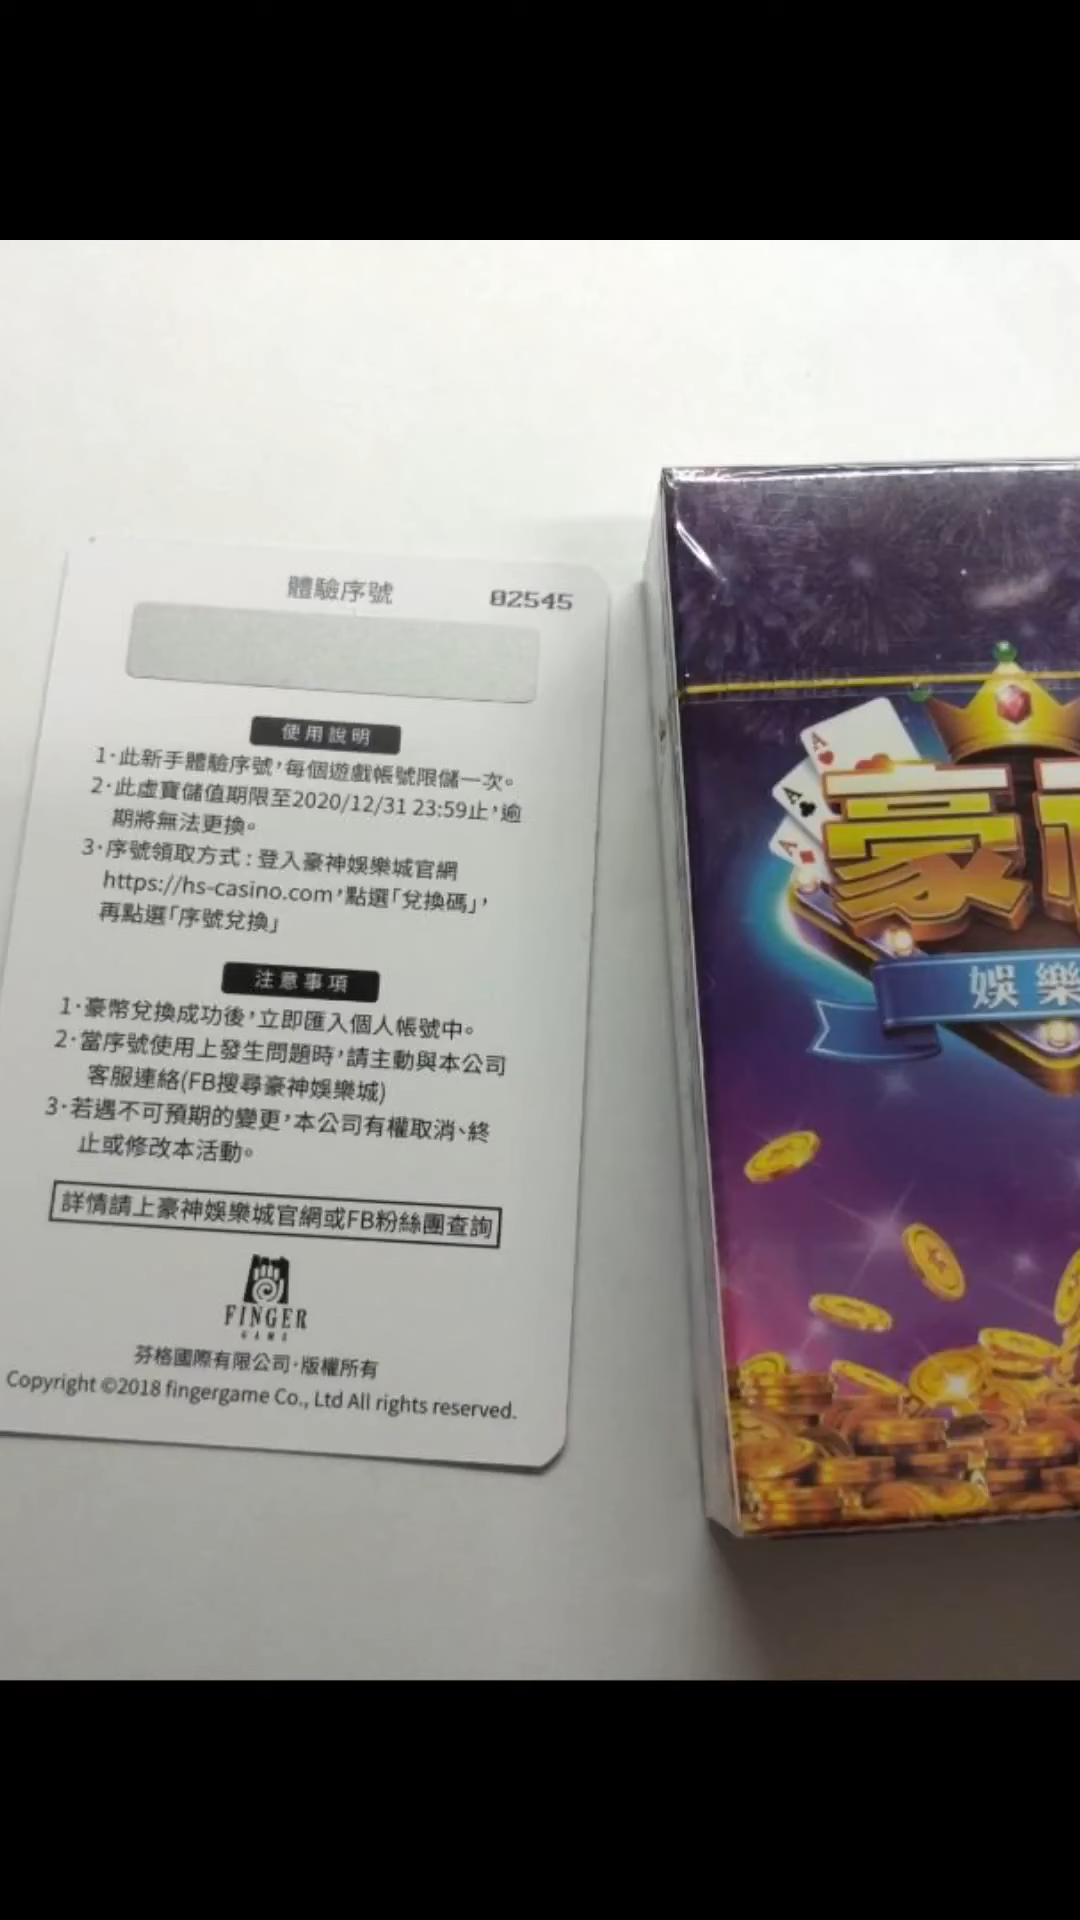 體驗序號
02545
使用說明
1·此新手體驗序號,每個遊戲帳號限儲一次。
2·此虛寶儲值期限至2020/12/31 23:59止,逾
期將無法更換。
3·序號領取方式:登入豪神娛樂城官網
https://hs-casino.com,點選「兌換碼」,
再點選「序號兌換」
注意事項
1·豪幣兌換成功後,立即匯入個人帳號中。
2·當序號使用上發生問題時,請主動與本公司
客服連絡(FB搜尋豪神娛樂城)
3·若遇不可預期的變更,本公司有權取消、終
止或修改本活動。
詳情請上豪神娛樂城官網或FB粉絲團查詢
FINGER
GAME
芬格國際有限公司·版權所有
Copyright ©2018 fingergame Co., Ltd All rights reserved.
A
A
A
豪
娛樂